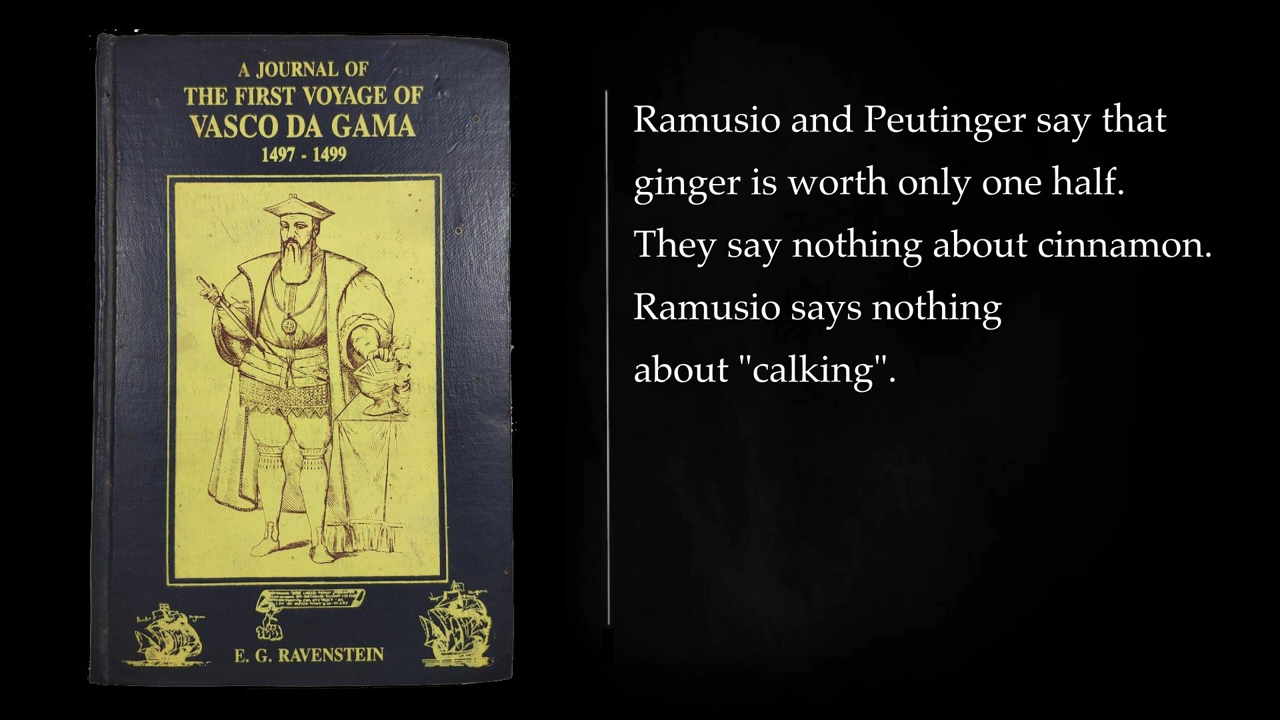 A JOURNAL OF
THE FIRST VOYAGE OF
VASCO DA GAMA
1497 - 1499
E. G. RAVENSTEIN
Ramusio and Peutinger say that
ginger is worth only one half.
They say nothing about cinnamon.
Ramusio says nothing
about "calking".